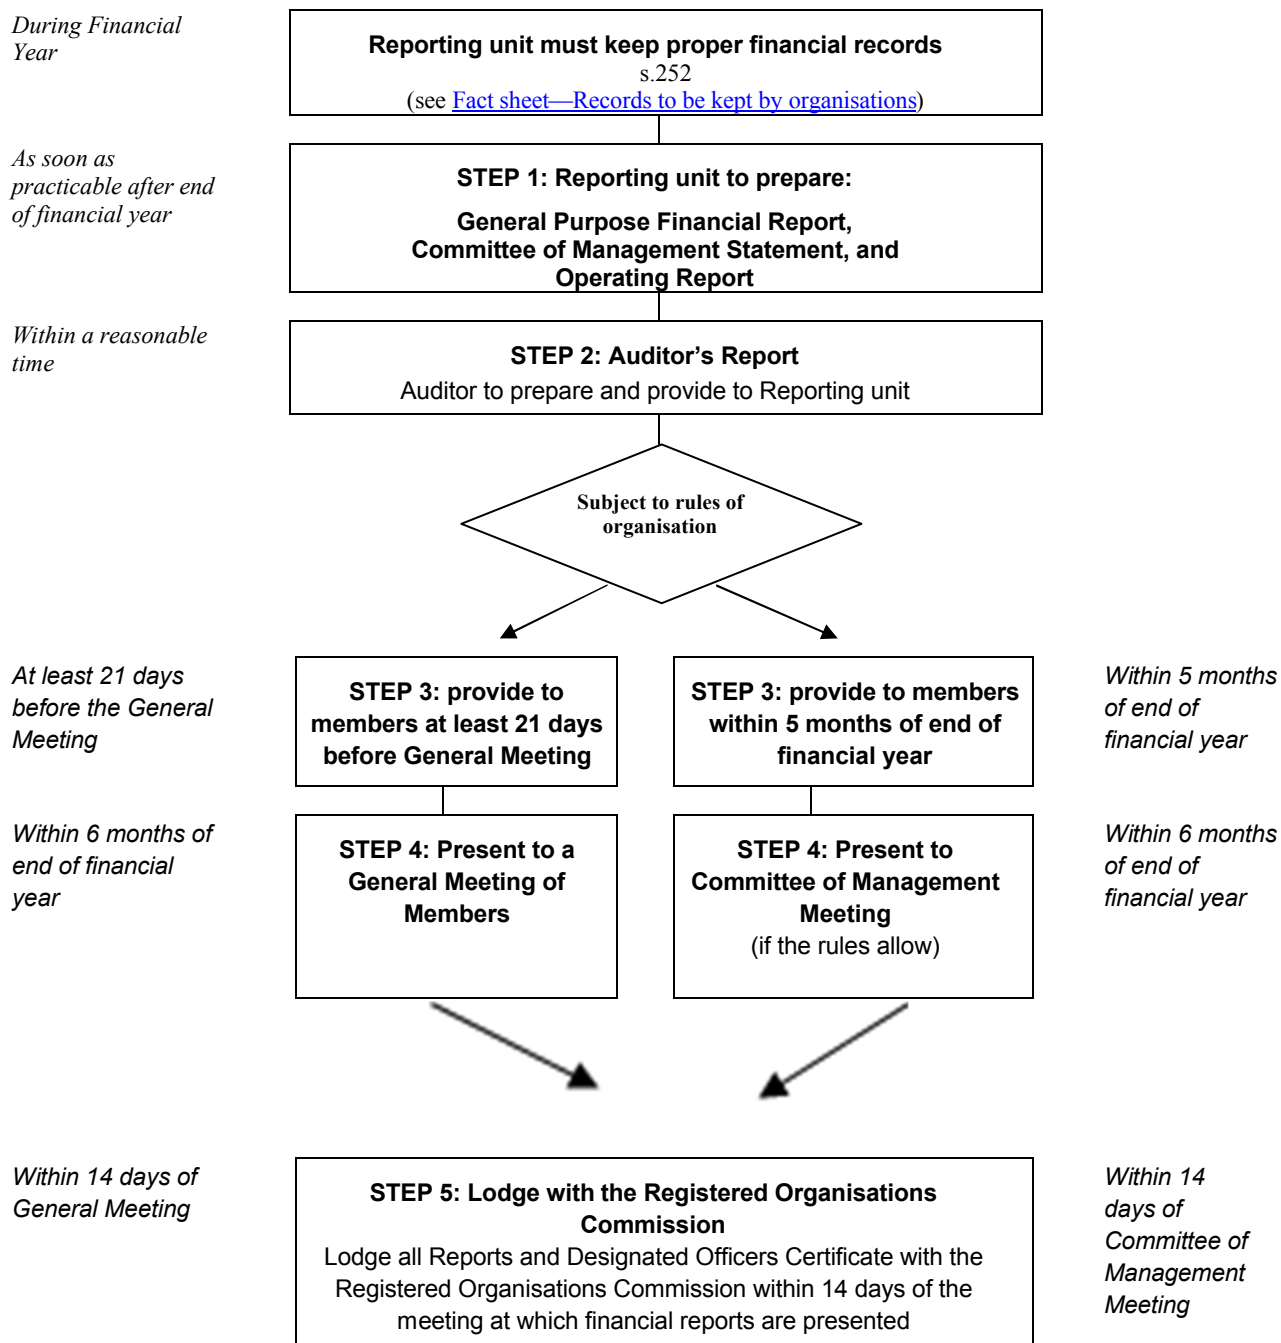 During Financial
Year
Reporting unit must keep proper financial records
s.252
(see Fact sheet—Records to be kept by organisations)
As soon as
practicable after end
of financial year
STEP 1: Reporting unit to prepare:
General Purpose Financial Report,
Committee of Management Statement, and
Operating Report
Within a reasonable
time
STEP 2: Auditor’s Report
Auditor to prepare and provide to Reporting unit
Subject to rules of
organisation
At least 21 days
before the General
Meeting
STEP 3: provide to
members at least 21 days
before General Meeting
STEP 3: provide to members
within 5 months of end of
financial year
Within 5 months
of end of
financial year
Within 6 months of
end of financial
year
STEP 4: Present to a
General Meeting of
Members
STEP 4: Present to
Committee of Management
Meeting
(if the rules allow)
Within 6 months
of end of
financial year
Within 14 days of
General Meeting
STEP 5: Lodge with the Registered Organisations
Commission
Lodge all Reports and Designated Officers Certificate with the
Registered Organisations Commission within 14 days of the
meeting at which financial reports are presented
Within 14
days of
Committee of
Management
Meeting